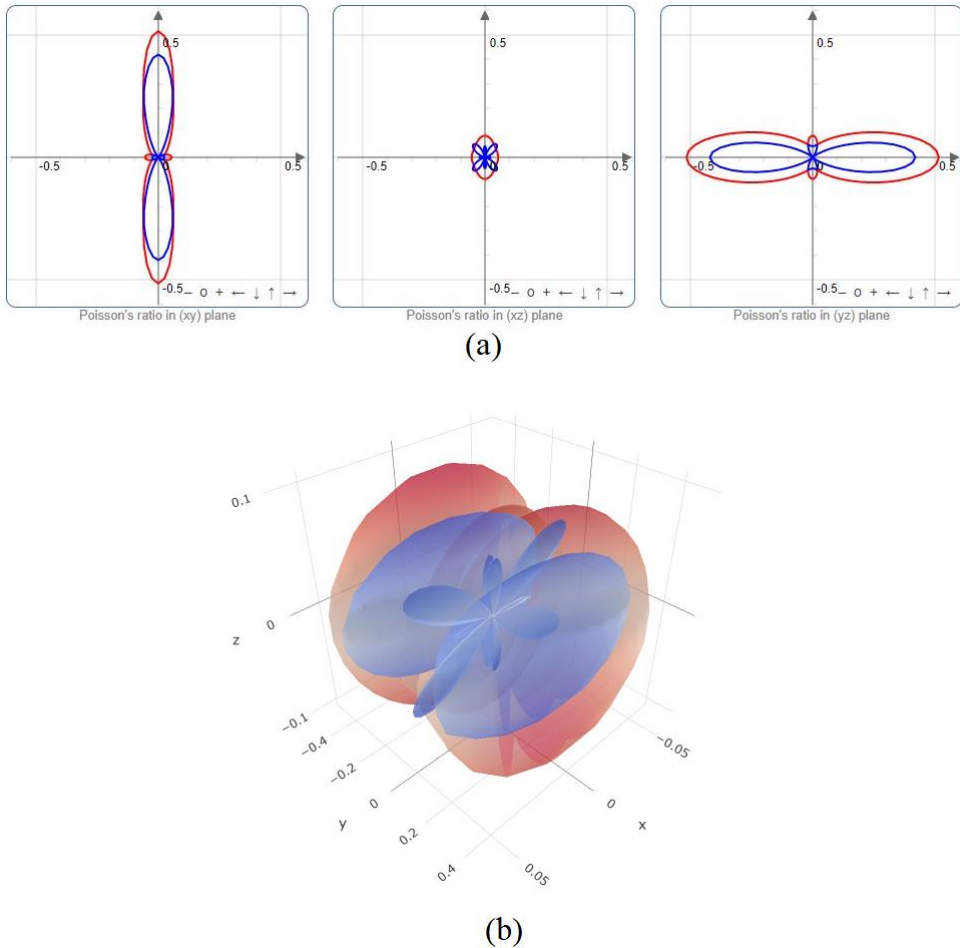 0.5
-0.5
0
0.5
-0.5
– o + ← ↓ ↑ →
Poisson's ratio in (xy) plane
0.5
-0.5
0.5
-0.5
– o + ← ↓ ↑ →
Poisson's ratio in (xz) plane
0.5
-0.5
0
0.5
-0.5
– o + ← ↓ ↑ →
Poisson's ratio in (yz) plane
(a)
0.1
z
0
−0.1
−0.4
−0.2
−0.05
y
0
0
x
0.2
0.4
0.05
(b)